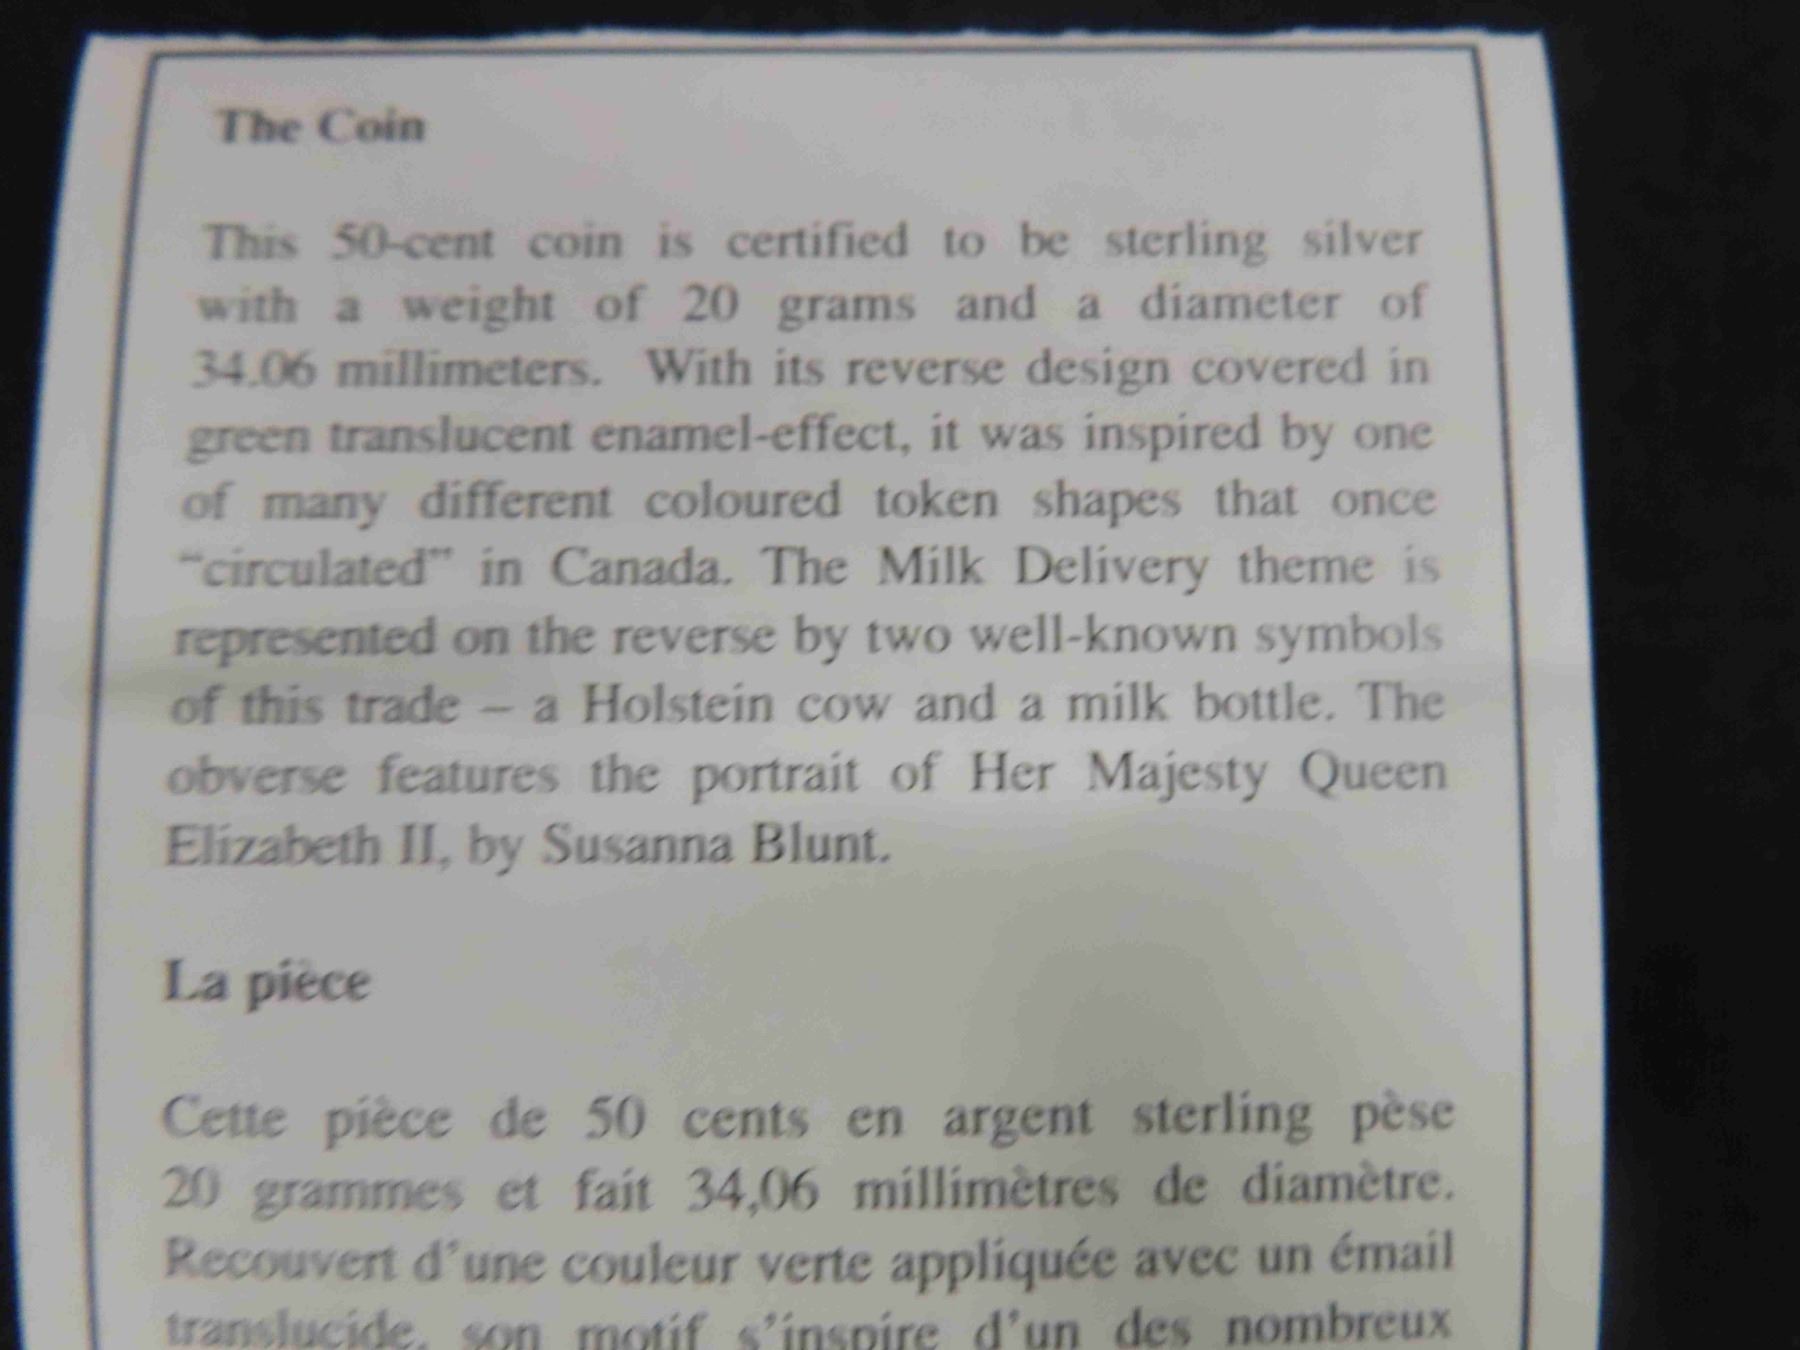 The Coin
This 50-cent coin is certified to be sterling silver
with a weight of 20 grams and a diameter of
34.06 millimeters. With its reverse design covered in
green translucent enamel-effect, it was inspired by one
of many different coloured token shapes that once
“circulated” in Canada. The Milk Delivery theme is
represented on the reverse by two well-known symbols
of this trade – a Holstein cow and a milk bottle. The
obverse features the portrait of Her Majesty Queen
Elizabeth II, by Susanna Blunt.
La pièce
Cette pièce de 50 cents en argent sterling pèse
20 grammes et fait 34,06 millimètres de diamètre.
Recouvert d’une couleur verte appliquée avec un émail
translucide, son motif s’inspire d’un des nombreux